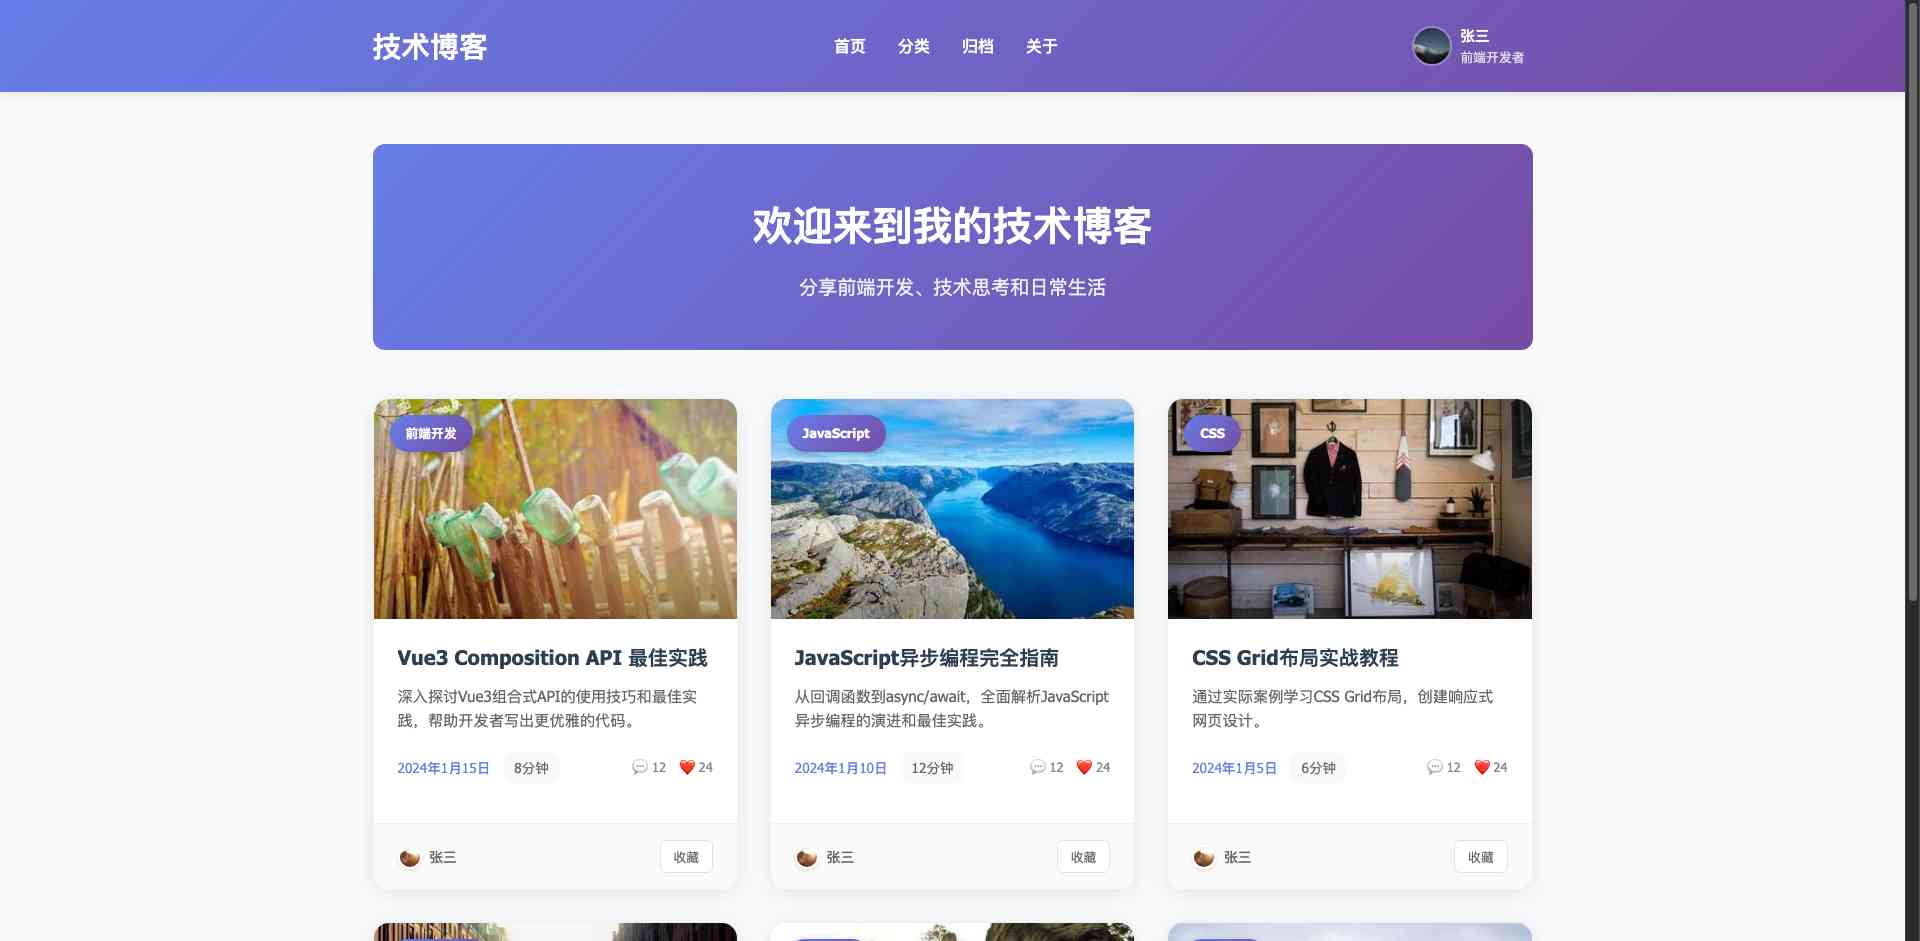 技术博客
首页 分类 归档 关于
张三
前端开发者
欢迎来到我的技术博客
分享前端开发、技术思考和日常生活
前端开发
Vue3 Composition API 最佳实践
深入探讨Vue3组合式API的使用技巧和最佳实
践，帮助开发者写出更优雅的代码。
2024年1月15日 8分钟 12 24
张三 收藏
JavaScript
JavaScript异步编程完全指南
从回调函数到async/await，全面解析JavaScript
异步编程的演进和最佳实践。
2024年1月10日 12分钟 12 24
张三 收藏
CSS
CSS Grid布局实战教程
通过实际案例学习CSS Grid布局，创建响应式
网页设计。
2024年1月5日 6分钟 12 24
张三 收藏